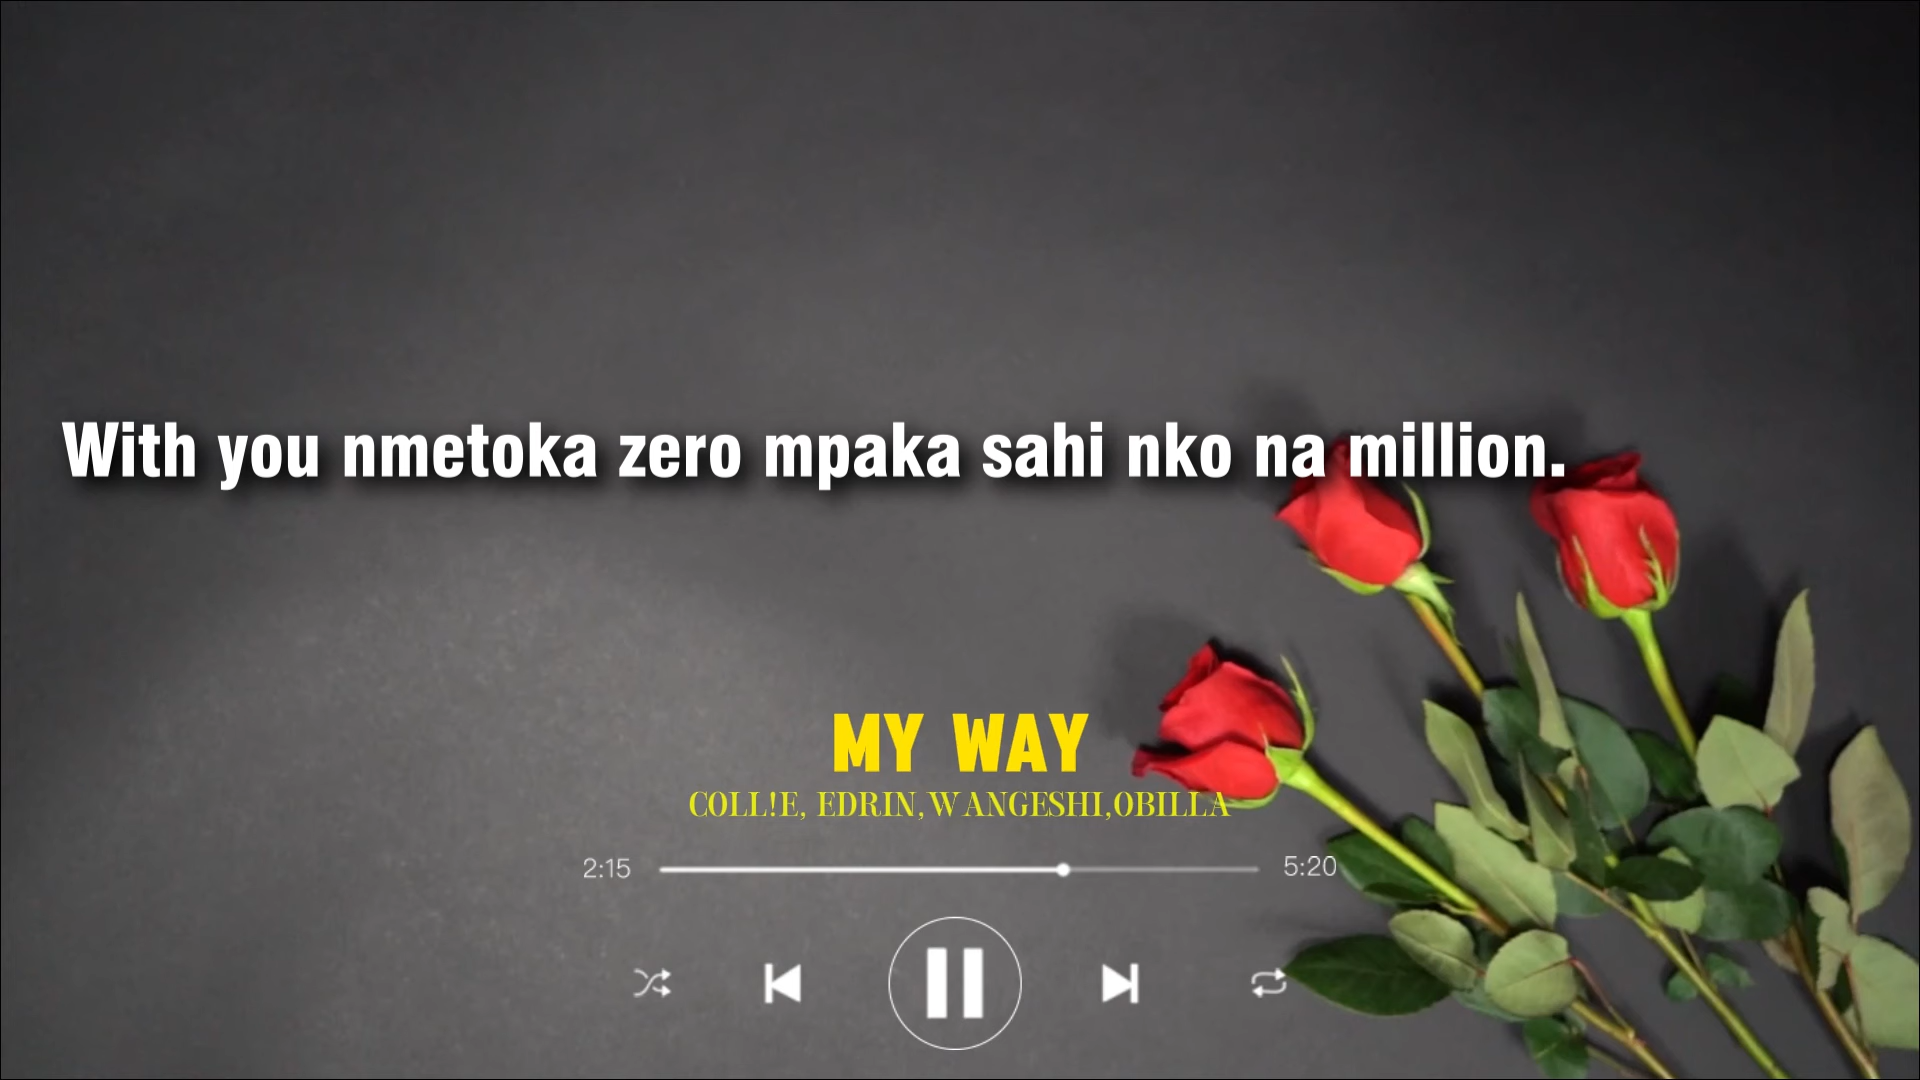 With you nmetoka zero mpaka sahi nko na million.
MY WAY
COLL!E, EDRIN,WANGESHI,OBILLA
2:15
5:20